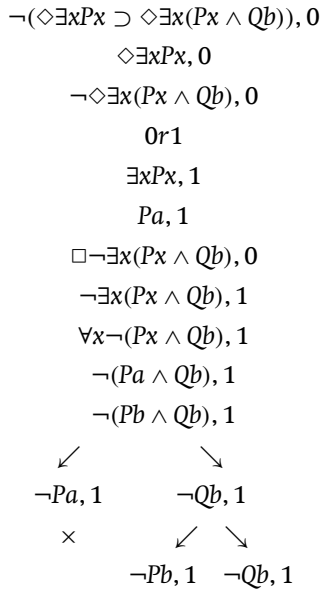 ¬(◇∃xPx ⊃ ◇∃x(Px ∧ Qb)), 0
◇∃xPx, 0
¬◇∃x(Px ∧ Qb), 0
0r1
∃xPx, 1
Pa, 1
□¬∃x(Px ∧ Qb), 0
¬∃x(Px ∧ Qb), 1
∀x¬(Px ∧ Qb), 1
¬(Pa ∧ Qb), 1
¬(Pb ∧ Qb), 1
↙ ↘
¬Pa, 1 ¬Qb, 1
× ↙ ↘
¬Pb, 1 ¬Qb, 1